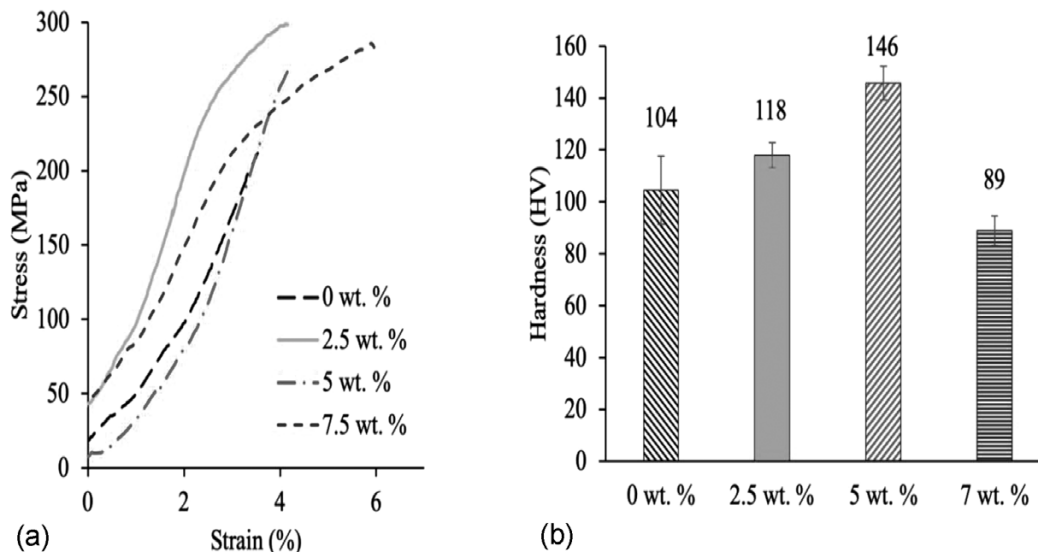 300
250
200
150
100
50
0
Stress (MPa)
0 wt. %
2.5 wt. %
5 wt. %
7.5 wt. %
0 2 4 6
Strain (%)
(a)
160
140
120
100
80
60
40
20
0
Hardness (HV)
104
118
146
89
0 wt. % 2.5 wt. % 5 wt. % 7 wt. %
(b)